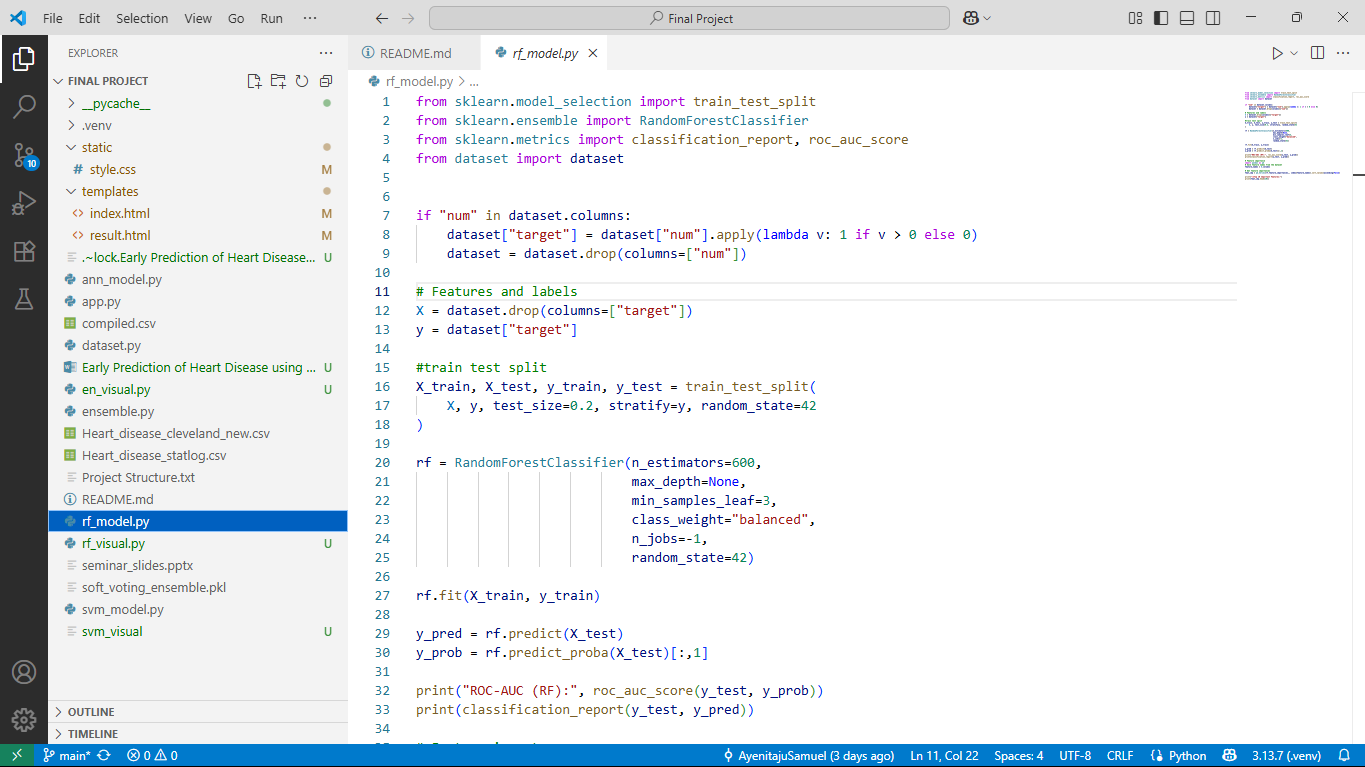 File Edit Selection View Go Run ··· Final Project
EXPLORER ···
FINAL PROJECT
__pycache__
.venv
static
# style.css M
templates
<> index.html M
<> result.html M
.~lock.Early Prediction of Heart Disease... U
ann_model.py
app.py
compiled.csv
dataset.py
Early Prediction of Heart Disease using ... U
en_visual.py U
ensemble.py
Heart_disease_cleveland_new.csv
Heart_disease_statlog.csv
Project Structure.txt
README.md
rf_model.py
rf_visual.py U
seminar_slides.pptx
soft_voting_ensemble.pkl
svm_model.py
svm_visual U
OUTLINE
TIMELINE
10
README.md rf_model.py
rf_model.py > ...
1 from sklearn.model_selection import train_test_split
2 from sklearn.ensemble import RandomForestClassifier
3 from sklearn.metrics import classification_report, roc_auc_score
4 from dataset import dataset
5
6
7 if "num" in dataset.columns:
8     dataset["target"] = dataset["num"].apply(lambda v: 1 if v > 0 else 0)
9     dataset = dataset.drop(columns=["num"])
10
11 # Features and labels
12 X = dataset.drop(columns=["target"])
13 y = dataset["target"]
14
15 #train test split
16 X_train, X_test, y_train, y_test = train_test_split(
17     X, y, test_size=0.2, stratify=y, random_state=42
18 )
19
20 rf = RandomForestClassifier(n_estimators=600,
21                             max_depth=None,
22                             min_samples_leaf=3,
23                             class_weight="balanced",
24                             n_jobs=-1,
25                             random_state=42)
26
27 rf.fit(X_train, y_train)
28
29 y_pred = rf.predict(X_test)
30 y_prob = rf.predict_proba(X_test)[:,1]
31
32 print("ROC-AUC (RF):", roc_auc_score(y_test, y_prob))
33 print(classification_report(y_test, y_pred))
34
main* 0 0 AyenitajuSamuel (3 days ago) Ln 11, Col 22 Spaces: 4 UTF-8 CRLF Python 3.13.7 (.venv)